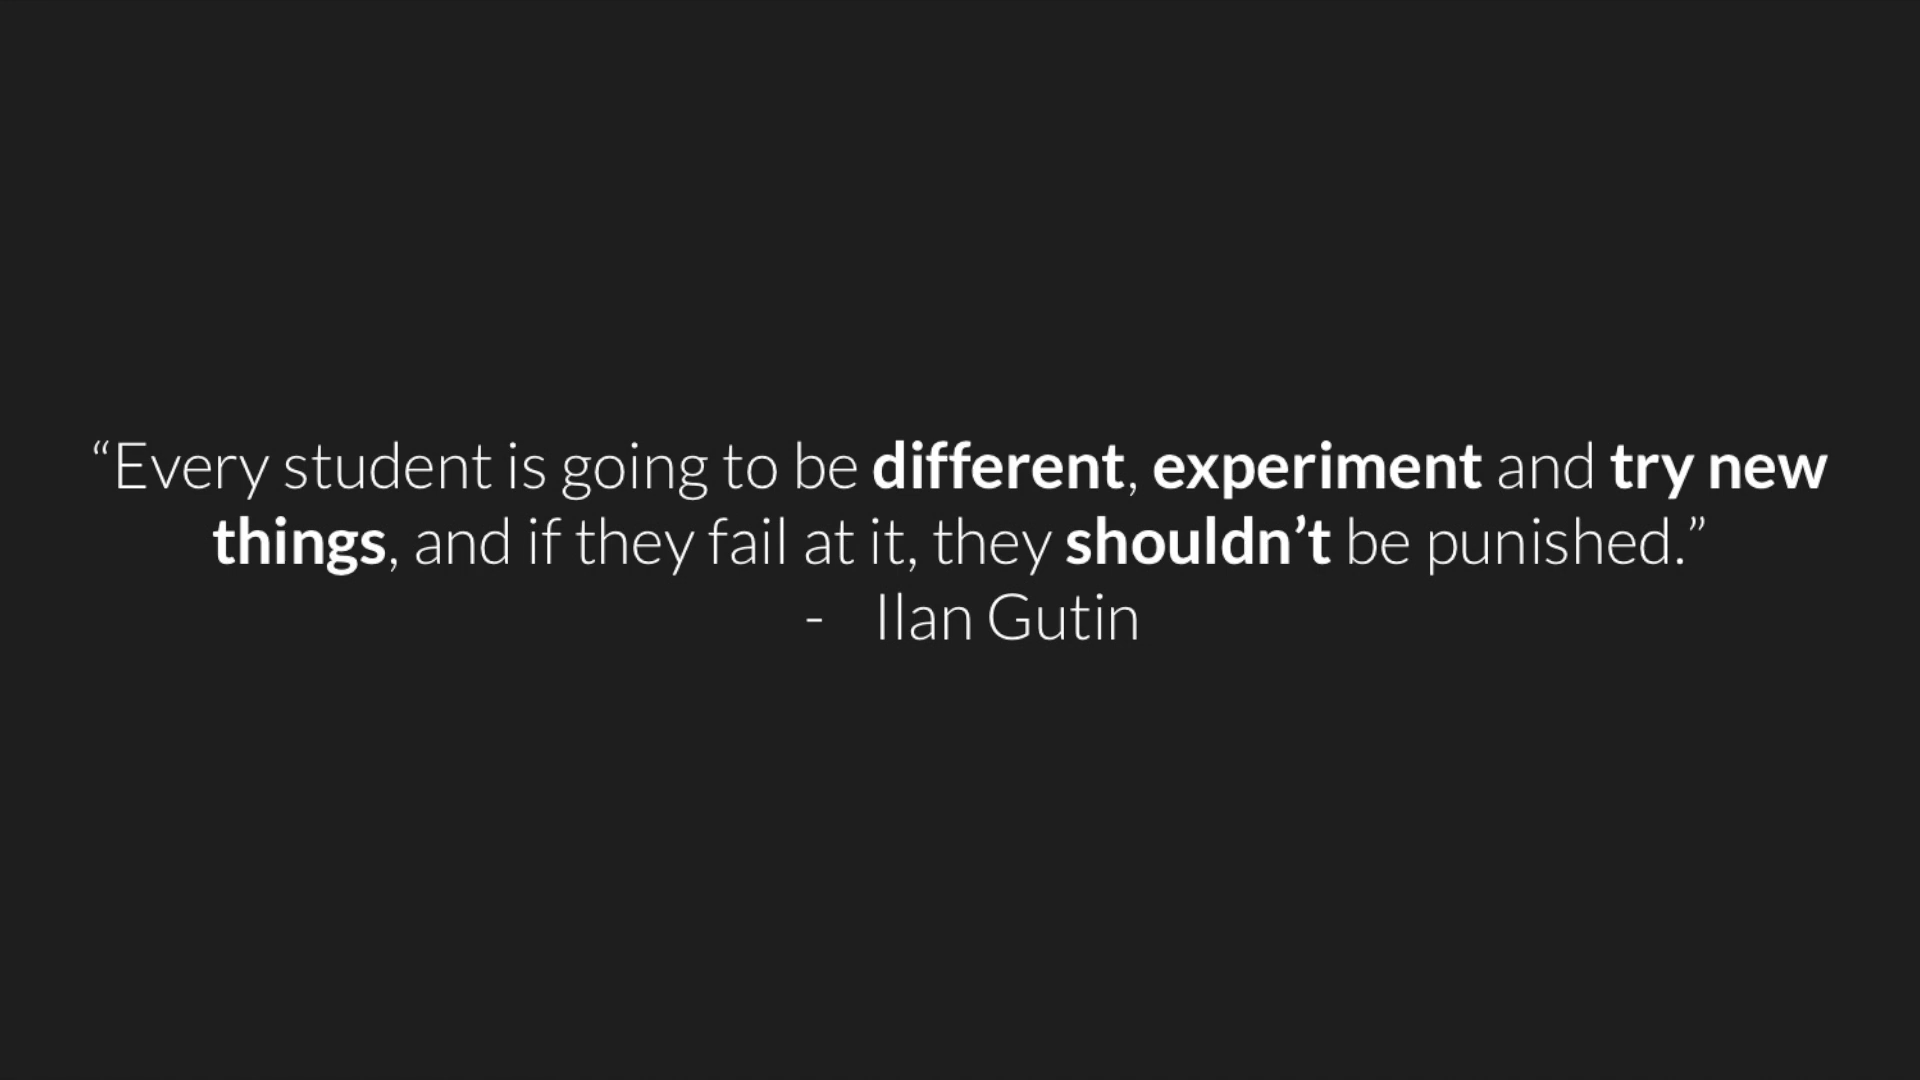 “Every student is going to be different, experiment and try new
things, and if they fail at it, they shouldn’t be punished.”
- Ilan Gutin